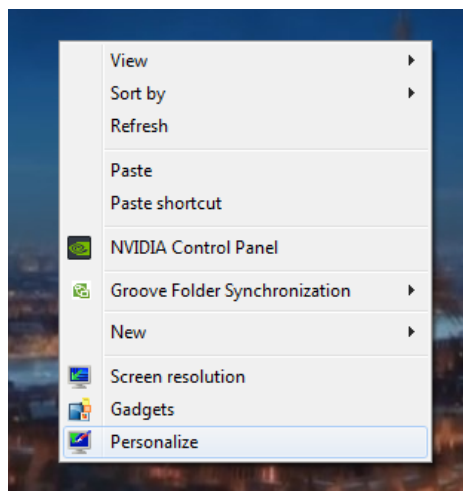 View
Sort by
Refresh
Paste
Paste shortcut
NVIDIA Control Panel
Groove Folder Synchronization
New
Screen resolution
Gadgets
Personalize